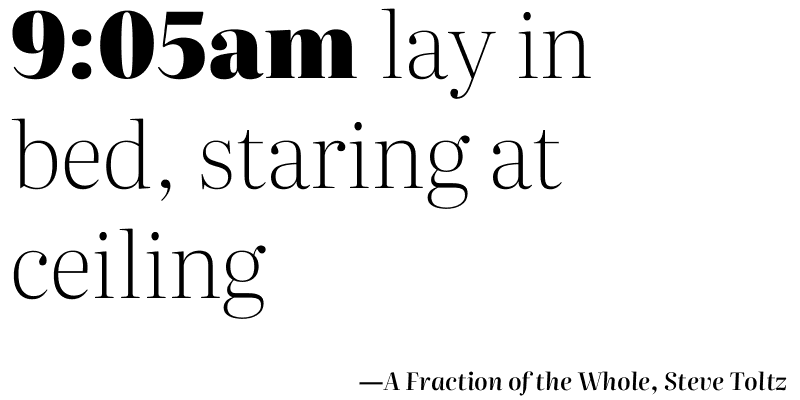 9:05am lay in
bed, staring at
ceiling
—A Fraction of the Whole, Steve Toltz